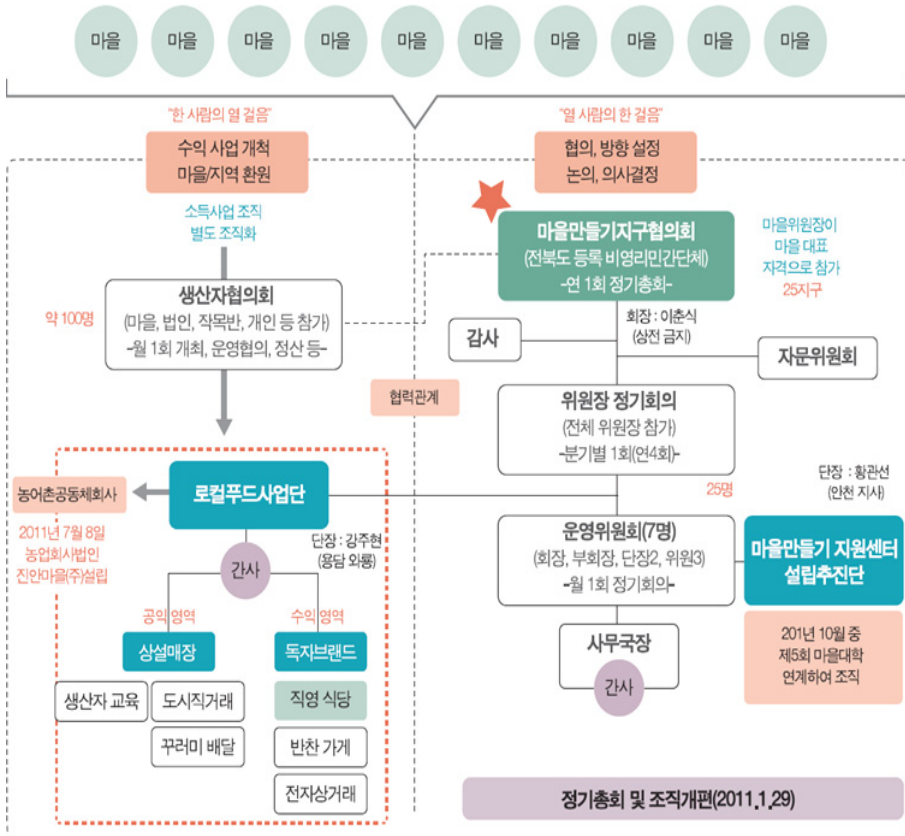 마을 마을 마을 마을 마을 마을 마을 마을 마을 마을
"한 사람의 열 걸음"
수익 사업 개척
마을/지역 환원
소득사업 조직
별도 조직화
약 100명
생산자협의회
(마을, 법인, 작목반, 개인 등 참가)
-월 1회 개최, 운영협의, 정산 등-
협력관계
농어촌공동체회사
2011년 7월 8일
농업회사법인
진안마을(주)설립
로컬푸드사업단
단장 : 강주현
(용담 와룡)
간사
공익 영역
수익 영역
상설매장
독자브랜드
생산자 교육
도시직거래
꾸러미 배달
직영 식당
반찬 가게
전자상거래
"열 사람의 한 걸음"
협의, 방향 설정
논의, 의사결정
마을만들기지구협의회
(전북도 등록 비영리민간단체)
-연 1회 정기총회-
마을위원장이
마을 대표
자격으로 참가
25지구
회장 : 이춘식
(상전 금지)
감사
자문위원회
위원장 정기회의
(전체 위원장 참가)
-분기별 1회(연4회)-
25명
단장 : 황관선
(안천 지사)
운영위원회(7명)
(회장, 부회장, 단장2, 위원3)
-월 1회 정기회의-
마을만들기 지원센터
설립추진단
201년 10월 중
제5회 마을대학
연계하여 조직
사무국장
간사
정기총회 및 조직개편(2011.1.29)